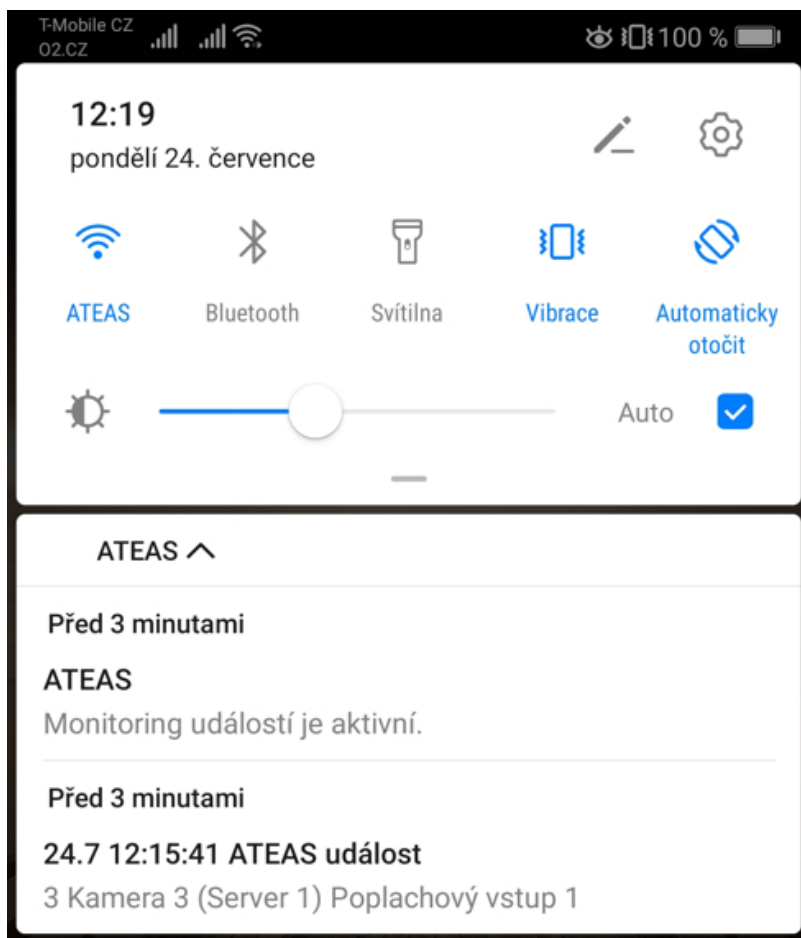 T-Mobile CZ
O2.CZ
100 %
12:19
pondělí 24. července
ATEAS
Bluetooth
Svítilna
Vibrace
Automaticky
otočit
Auto
ATEAS
Před 3 minutami
ATEAS
Monitoring událostí je aktivní.
Před 3 minutami
24.7 12:15:41 ATEAS událost
3 Kamera 3 (Server 1) Poplachový vstup 1